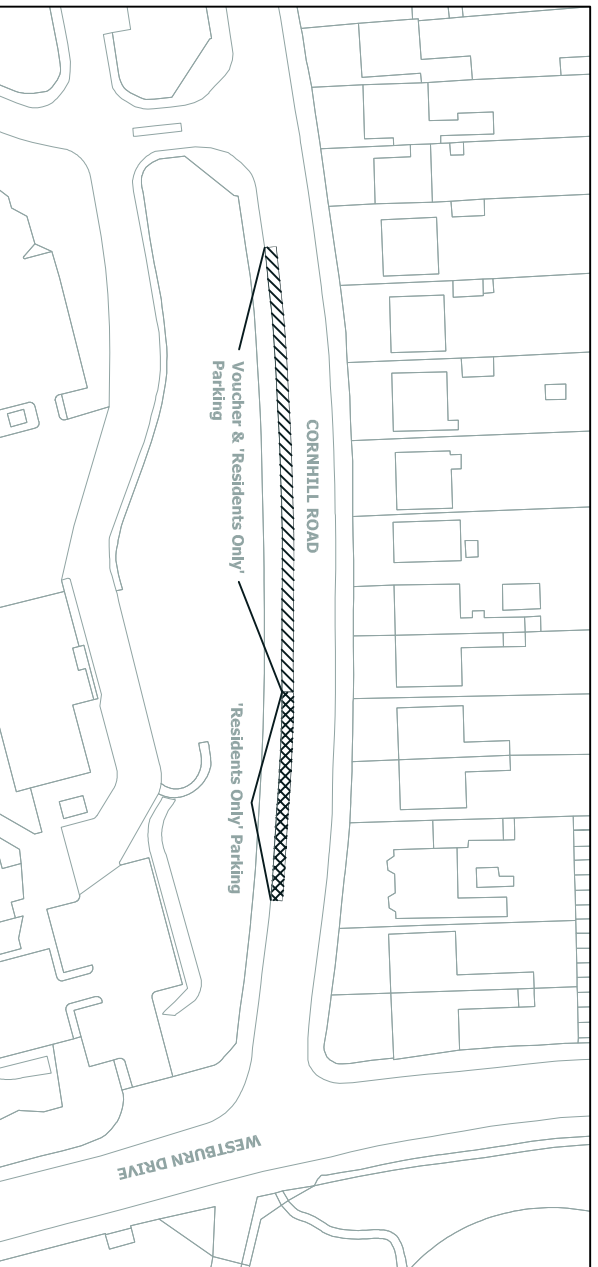 CORNHILL ROAD
Voucher & 'Residents Only'
Parking
'Residents Only' Parking
WESTBURN DRIVE